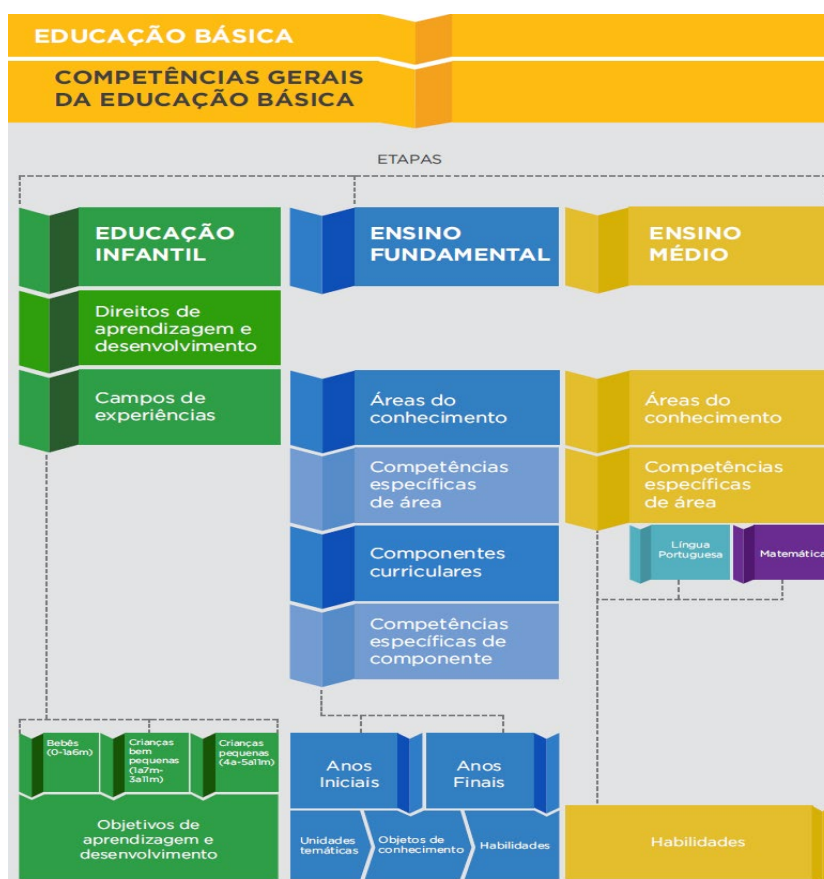 EDUCAÇÃO BÁSICA
COMPETÊNCIAS GERAIS
DA EDUCAÇÃO BÁSICA
ETAPAS
EDUCAÇÃO
INFANTIL
Direitos de
aprendizagem e
desenvolvimento
Campos de
experiências
Bebês
(0-1a6m)
Crianças
bem
pequenas
(1a7m-
3a11m)
Crianças
pequenas
(4a-5a11m)
Objetivos de
aprendizagem e
desenvolvimento
ENSINO
FUNDAMENTAL
Áreas do
conhecimento
Competências
específicas
de área
Componentes
curriculares
Competências
específicas de
componente
Anos
Iniciais
Anos
Finais
Unidades
temáticas
Objetos de
conhecimento
Habilidades
ENSINO
MÉDIO
Áreas do
conhecimento
Competências
específicas
de área
Língua
Portuguesa
Matemática
Habilidades